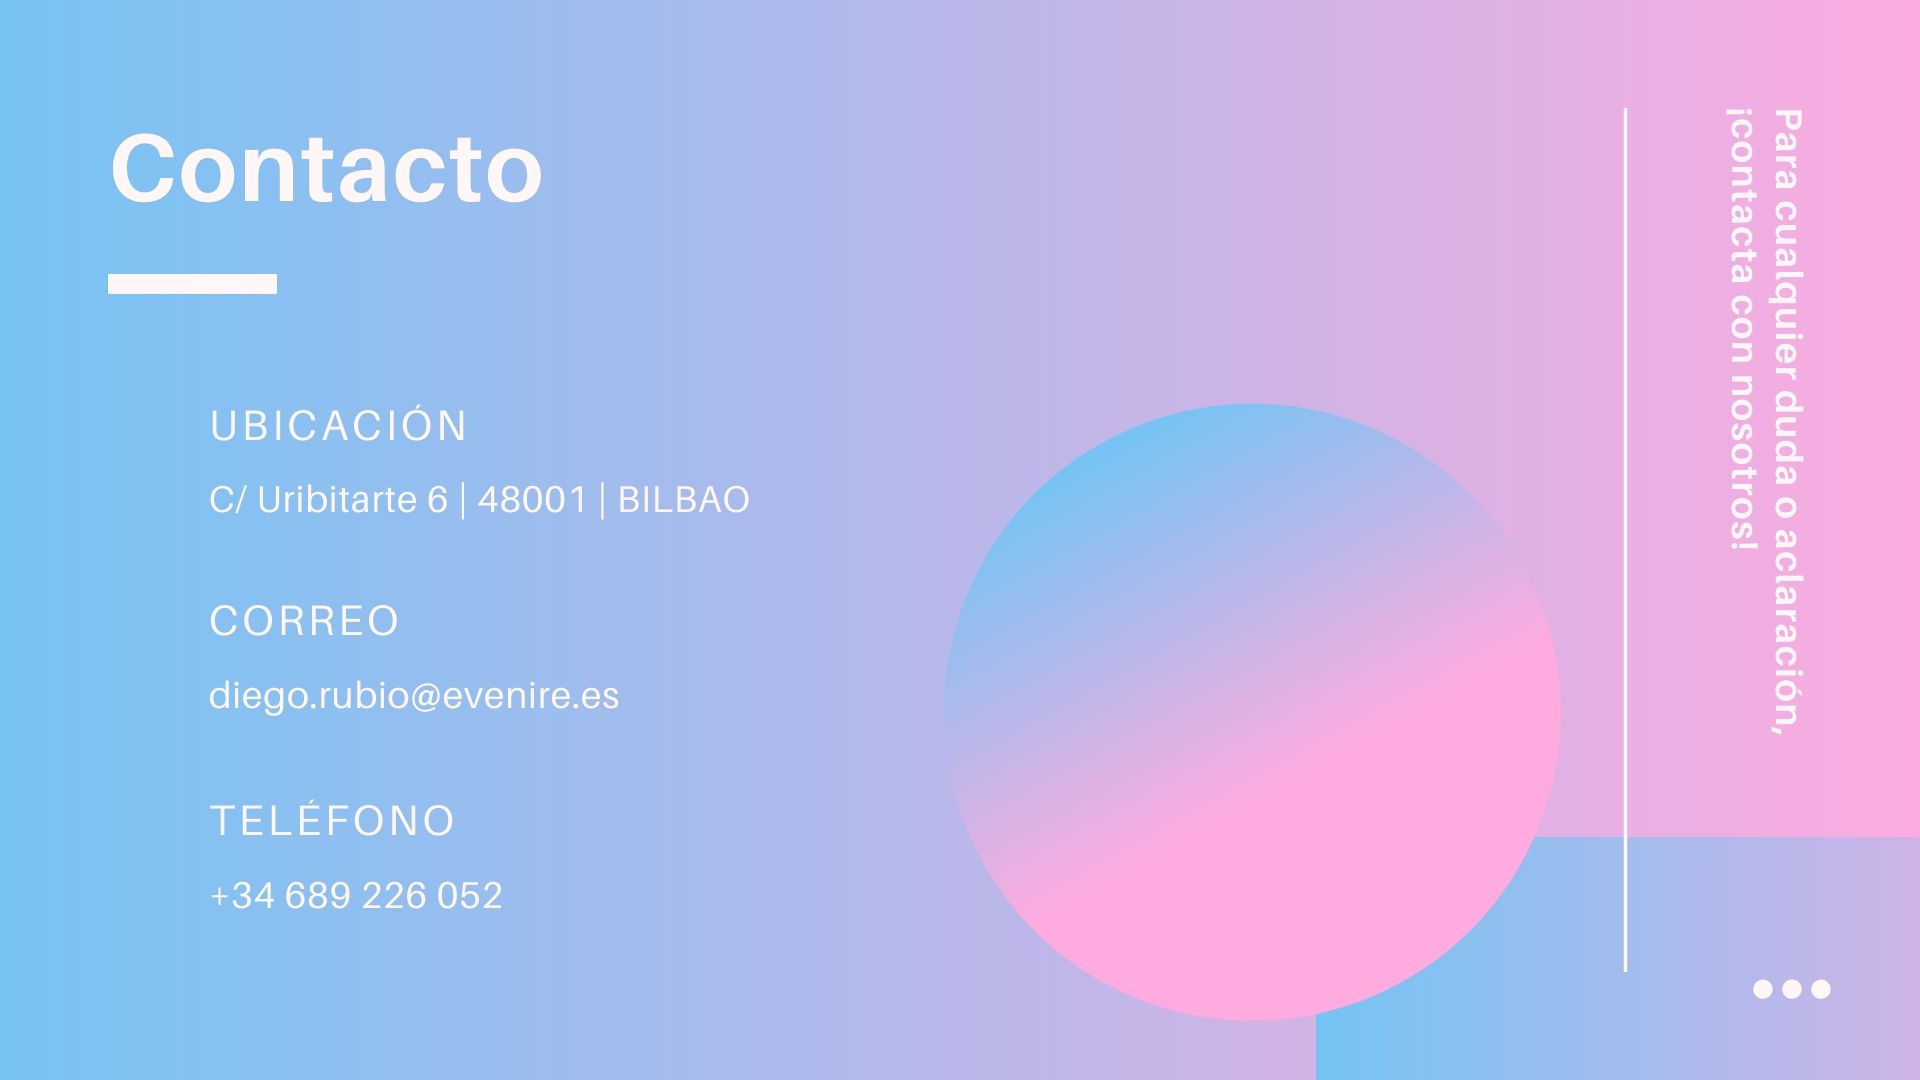 Contacto
UBICACIÓN
C/ Uribitarte 6 | 48001 | BILBAO
CORREO
diego.rubio@evenire.es
TELÉFONO
+34 689 226 052
Para cualquier duda o aclaración,
¡contacta con nosotros!